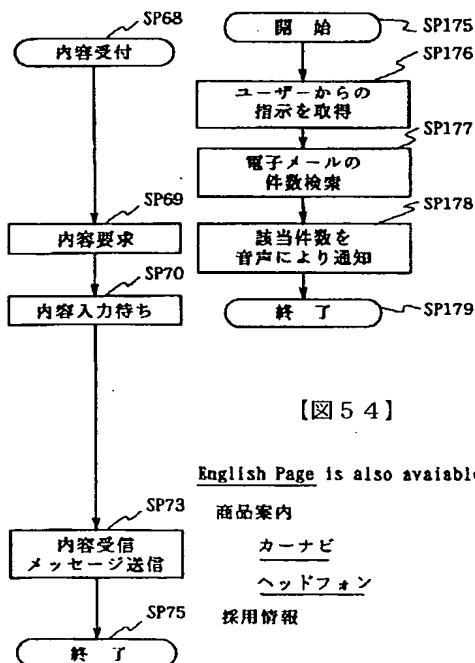 SP68
内容受付
SP69
内容要求
SP70
内容入力待ち
SP73
内容受信
メッセージ送信
SP75
終了
SP175
開始
SP176
ユーザーからの
指示を取得
SP177
電子メールの
件数検索
SP178
該当件数を
音声により通知
終了
SP179
【図54】
English Page is also avaiable
商品案内
カーナビ
ヘッドフォン
採用情報